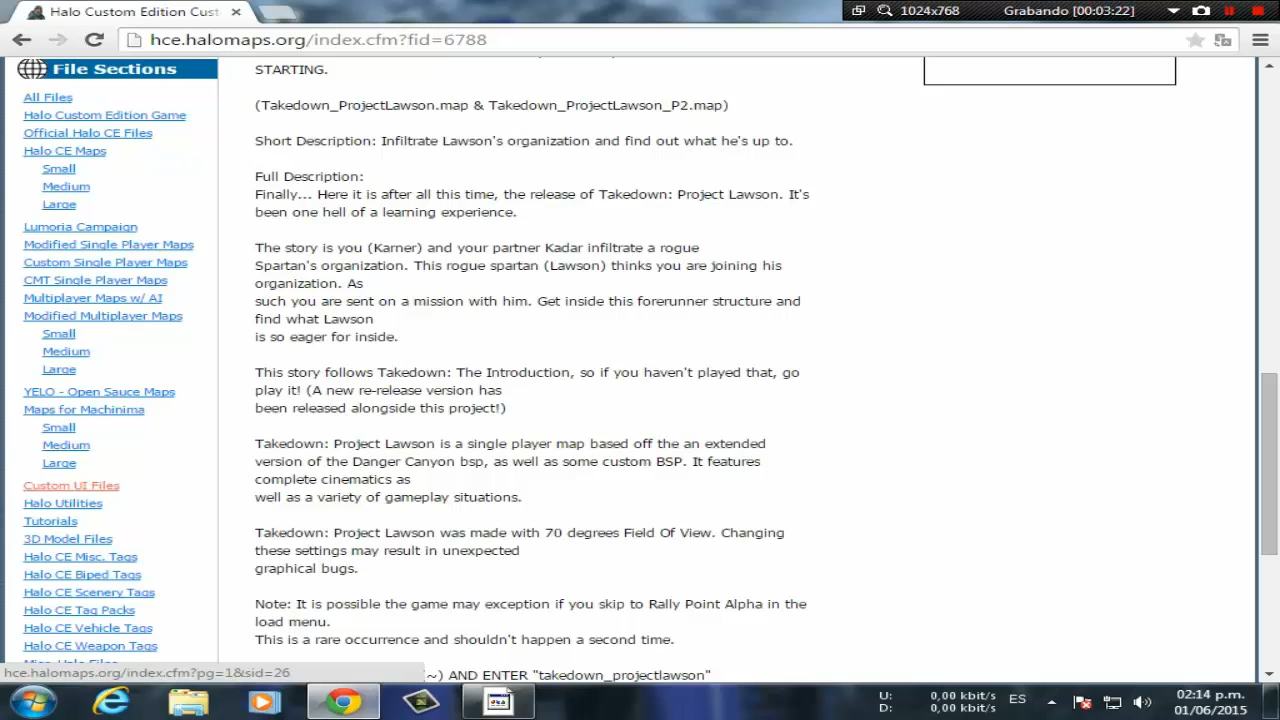 Halo Custom Edition Cust
1024x768
Grabando [00:03:22]
hce.halomaps.org/index.cfm?fid=6788
File Sections
All Files
Halo Custom Edition Game
Official Halo CE Files
Halo CE Maps
Small
Medium
Large
Lumoria Campaign
Modified Single Player Maps
Custom Single Player Maps
CMT Single Player Maps
Multiplayer Maps w/ AI
Modified Multiplayer Maps
Small
Medium
Large
YELO - Open Sauce Maps
Maps for Machinima
Small
Medium
Large
Custom UI Files
Halo Utilities
Tutorials
3D Model Files
Halo CE Misc. Tags
Halo CE Biped Tags
Halo CE Scenery Tags
Halo CE Tag Packs
Halo CE Vehicle Tags
Halo CE Weapon Tags
Misc. Halo Files
STARTING.
(Takedown_ProjectLawson.map & Takedown_ProjectLawson_P2.map)
Short Description: Infiltrate Lawson's organization and find out what he's up to.
Full Description:
Finally... Here it is after all this time, the release of Takedown: Project Lawson. It's
been one hell of a learning experience.
The story is you (Karner) and your partner Kadar infiltrate a rogue
Spartan's organization. This rogue spartan (Lawson) thinks you are joining his
organization. As
such you are sent on a mission with him. Get inside this forerunner structure and
find what Lawson
is so eager for inside.
This story follows Takedown: The Introduction, so if you haven't played that, go
play it! (A new re-release version has
been released alongside this project!)
Takedown: Project Lawson is a single player map based off the an extended
version of the Danger Canyon bsp, as well as some custom BSP. It features
complete cinematics as
well as a variety of gameplay situations.
Takedown: Project Lawson was made with 70 degrees Field Of View. Changing
these settings may result in unexpected
graphical bugs.
Note: It is possible the game may exception if you skip to Rally Point Alpha in the
load menu.
This is a rare occurrence and shouldn't happen a second time.
~) AND ENTER "takedown_projectlawson"
hce.halomaps.org/index.cfm?pg=1&sid=26
U: 0,00 kbit/s
D: 0,00 kbit/s
ES
02:14 p.m.
01/06/2015